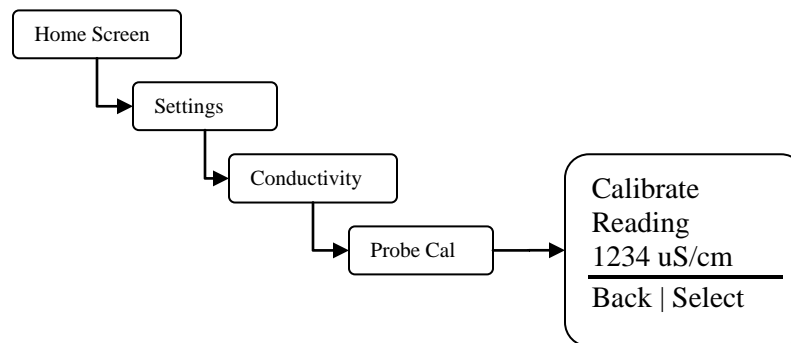 Home Screen
Settings
Conductivity
Probe Cal
Calibrate
Reading
1234 uS/cm
Back | Select